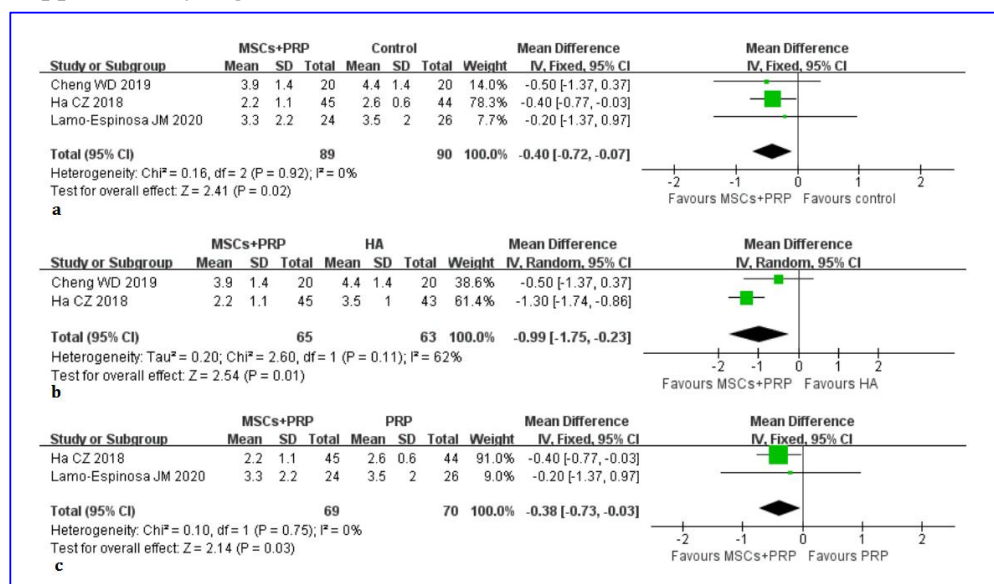 a
MSCs+PRP Control Mean Difference Mean Difference
Study or Subgroup Mean SD Total Mean SD Total Weight IV, Fixed, 95% CI IV, Fixed, 95% CI
Cheng WD 2019 3.9 1.4 20 4.4 1.4 20 14.0% -0.50 [-1.37, 0.37]
Ha CZ 2018 2.2 1.1 45 2.6 0.6 44 78.3% -0.40 [-0.77, -0.03]
Lamo-Espinosa JM 2020 3.3 2.2 24 3.5 2 26 7.7% -0.20 [-1.37, 0.97]
Total (95% CI) 89 90 100.0% -0.40 [-0.72, -0.07]
Heterogeneity: Chi² = 0.16, df = 2 (P = 0.92); I² = 0%
Test for overall effect: Z = 2.41 (P = 0.02)
-2 -1 0 1 2
Favours MSCs+PRP Favours control
a
MSCs+PRP HA Mean Difference Mean Difference
Study or Subgroup Mean SD Total Mean SD Total Weight IV, Random, 95% CI IV, Random, 95% CI
Cheng WD 2019 3.9 1.4 20 4.4 1.4 20 38.6% -0.50 [-1.37, 0.37]
Ha CZ 2018 2.2 1.1 45 3.5 1 43 61.4% -1.30 [-1.74, -0.86]
Total (95% CI) 65 63 100.0% -0.99 [-1.75, -0.23]
Heterogeneity: Tau² = 0.20; Chi² = 2.60, df = 1 (P = 0.11); I² = 62%
Test for overall effect: Z = 2.54 (P = 0.01)
-2 -1 0 1 2
Favours MSCs+PRP Favours HA
b
MSCs+PRP PRP Mean Difference Mean Difference
Study or Subgroup Mean SD Total Mean SD Total Weight IV, Fixed, 95% CI IV, Fixed, 95% CI
Ha CZ 2018 2.2 1.1 45 2.6 0.6 44 91.0% -0.40 [-0.77, -0.03]
Lamo-Espinosa JM 2020 3.3 2.2 24 3.5 2 26 9.0% -0.20 [-1.37, 0.97]
Total (95% CI) 69 70 100.0% -0.38 [-0.73, -0.03]
Heterogeneity: Chi² = 0.10, df = 1 (P = 0.75); I² = 0%
Test for overall effect: Z = 2.14 (P = 0.03)
-4 -2 0 2 4
Favours MSCs+PRP Favours PRP
c